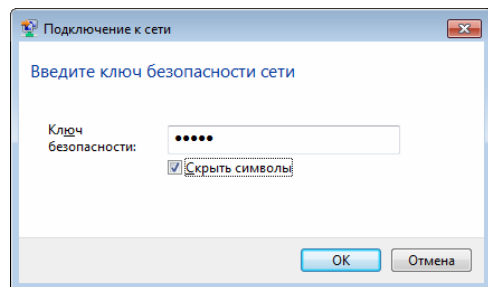 Подключение к сети
Введите ключ безопасности сети
Ключ
безопасности:
•••••
Скрыть символы
OK
Отмена